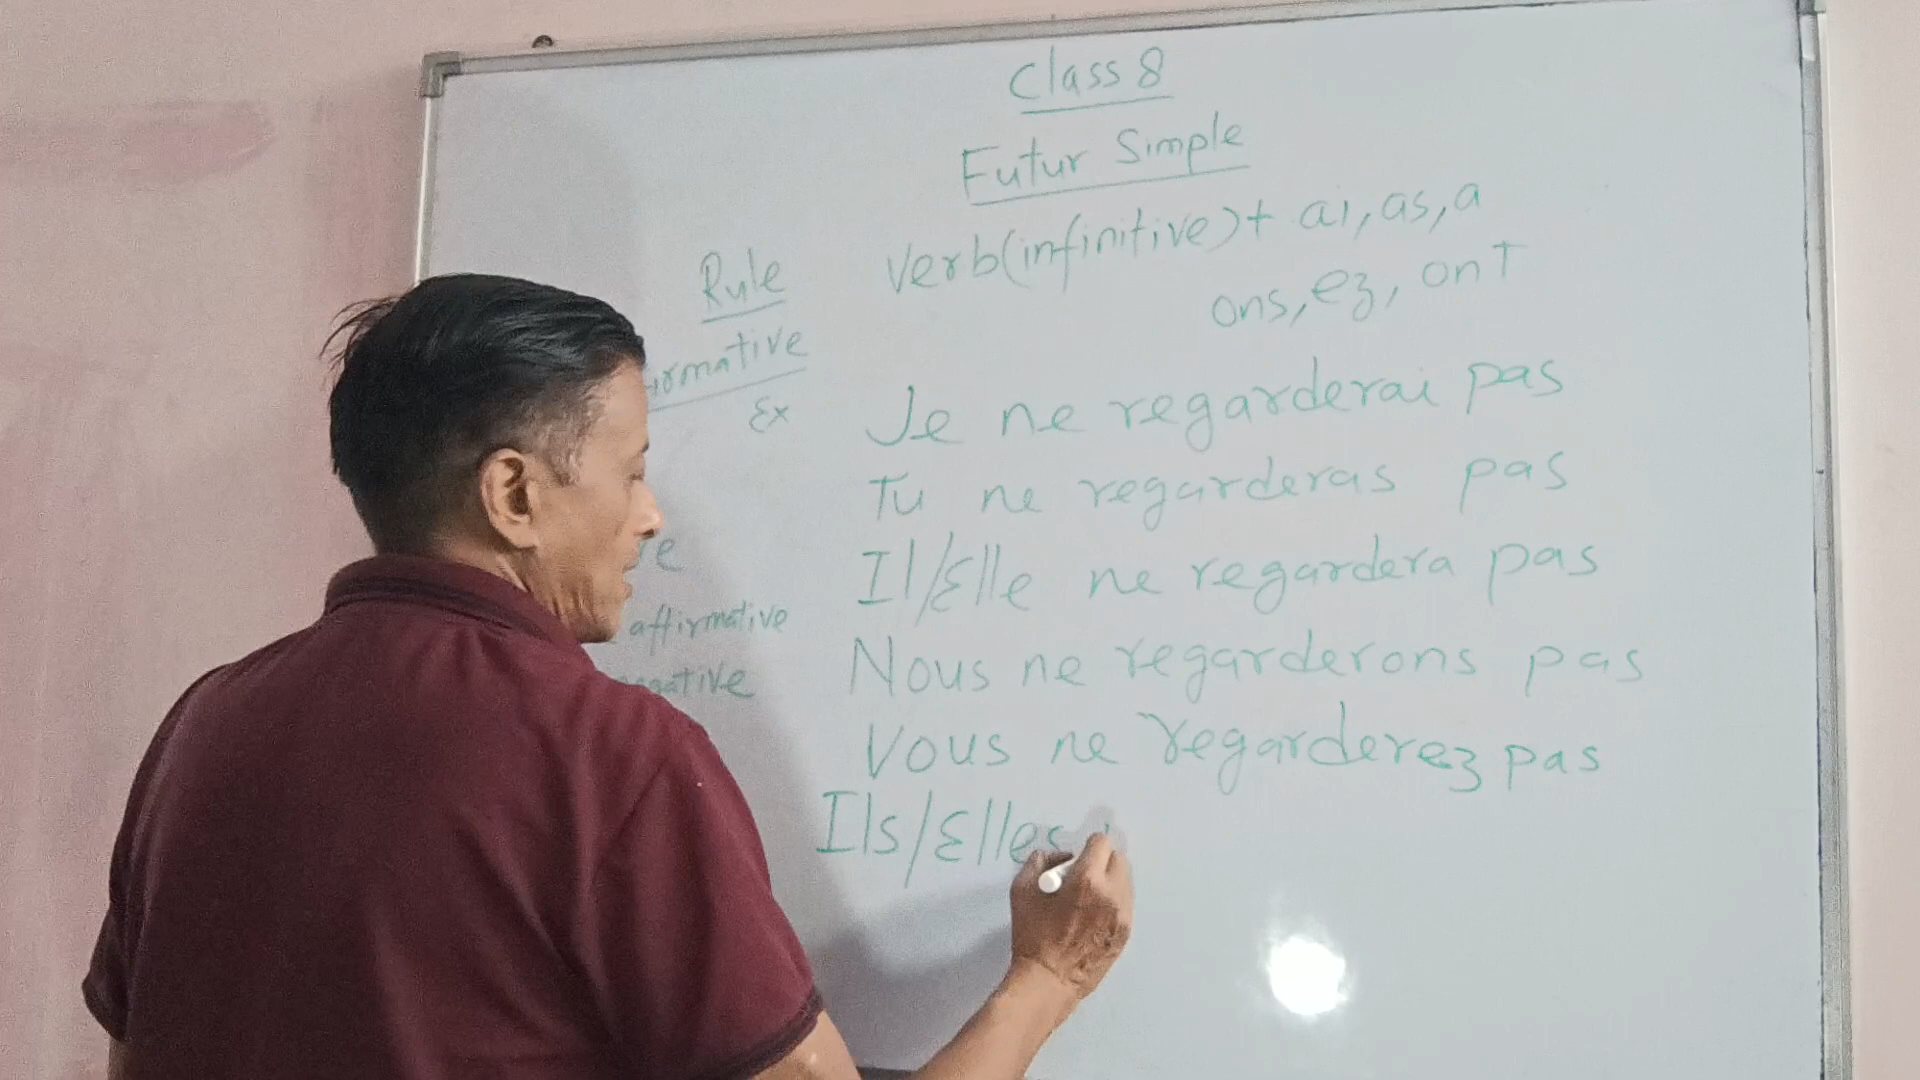 Class 8
Futur Simple
Rule Verb(infinitive)+ ai, as, a
ons, ez, ont
Ex Je ne regarderai pas
Tu ne regarderas pas
Il/Elle ne regardera pas
affirmative
Nous ne regarderons pas
Vous ne regarderez pas
Ils/Elles